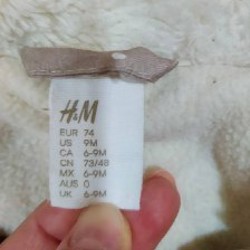 H&M
EUR 74
US 9M
CA 6-9M
CN 73/48
MX 6-9M
AUS 0
UK 6-9M